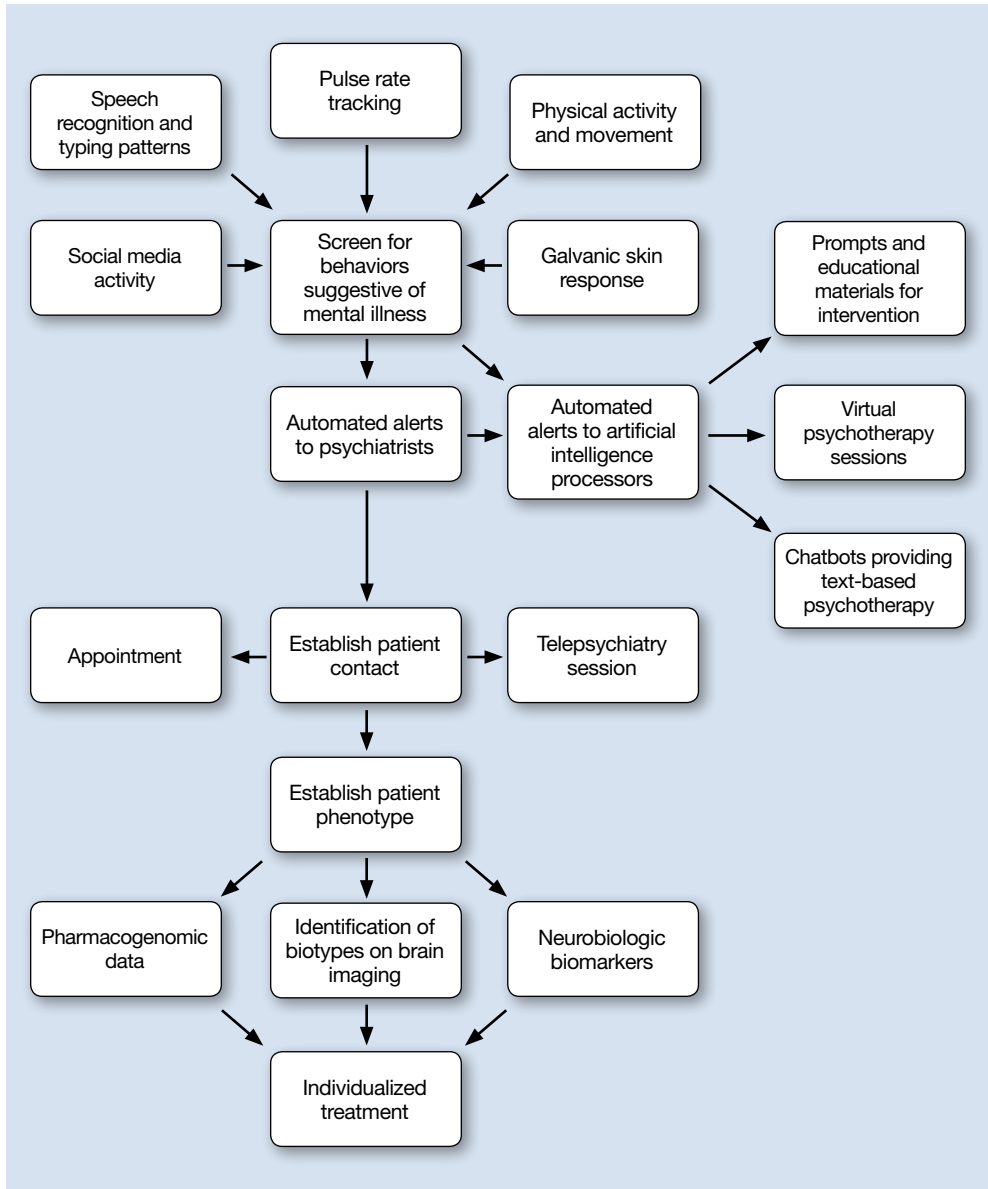 Pulse rate
tracking
Speech
recognition and
typing patterns
Physical activity
and movement
Social media
activity
Screen for
behaviors
suggestive of
mental illness
Galvanic skin
response
Prompts and
educational
materials for
intervention
Automated alerts
to psychiatrists
Automated
alerts to artificial
intelligence
processors
Virtual
psychotherapy
sessions
Chatbots providing
text-based
psychotherapy
Appointment
Establish patient
contact
Telepsychiatry
session
Establish patient
phenotype
Pharmacogenomic
data
Identification of
biotypes on brain
imaging
Neurobiologic
biomarkers
Individualized
treatment